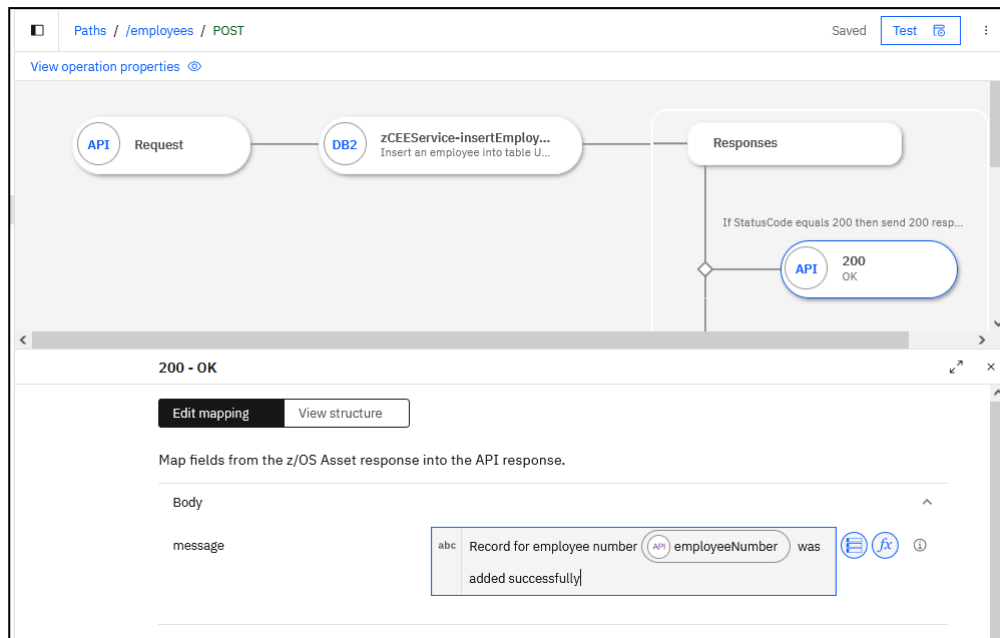 Paths / /employees / POST
Saved
Test
View operation properties
API
Request
DB2
zCEEService-insertEmploy...
Insert an employee into table U...
Responses
If StatusCode equals 200 then send 200 resp...
API
200
OK
200 - OK
Edit mapping
View structure
Map fields from the z/OS Asset response into the API response.
Body
message
abc
Record for employee number API employeeNumber was
added successfully
fx